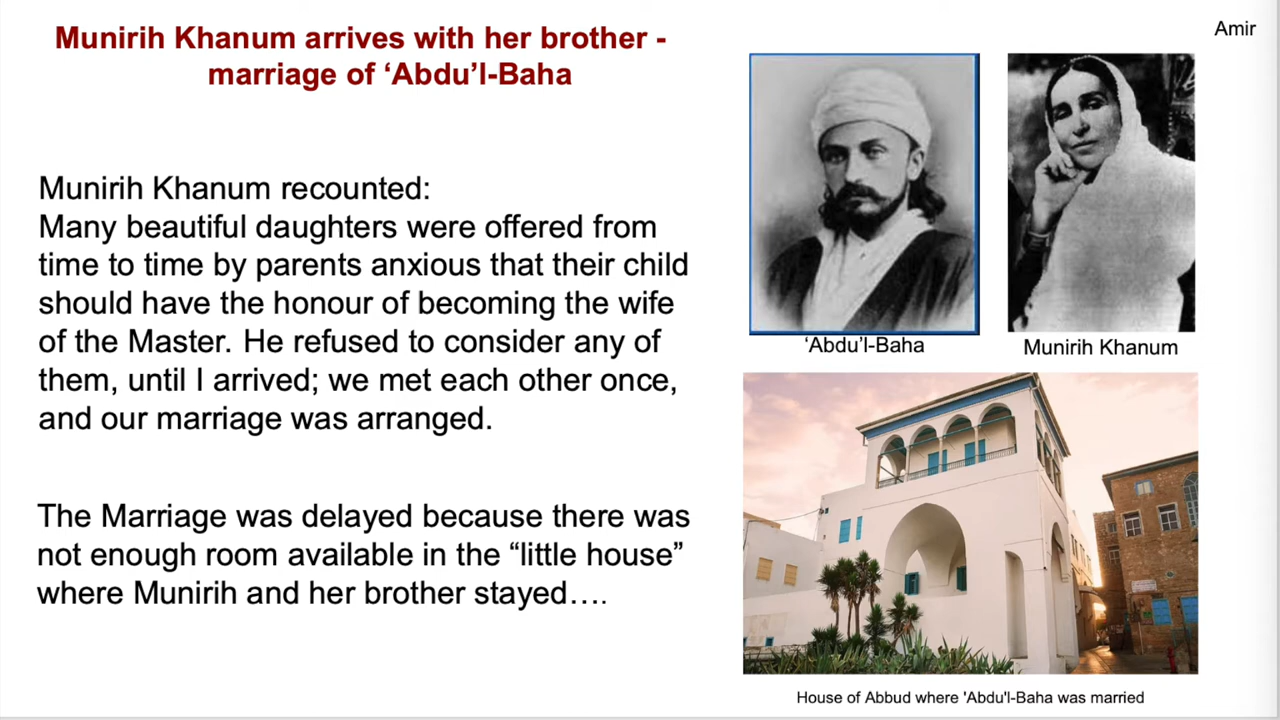 Munirih Khanum arrives with her brother -
marriage of ‘Abdu’l-Baha
Amir
Munirih Khanum recounted:
Many beautiful daughters were offered from
time to time by parents anxious that their child
should have the honour of becoming the wife
of the Master. He refused to consider any of
them, until I arrived; we met each other once,
and our marriage was arranged.
The Marriage was delayed because there was
not enough room available in the “little house”
where Munirih and her brother stayed….
‘Abdu’l-Baha
Munirih Khanum
House of Abbud where 'Abdu'l-Baha was married